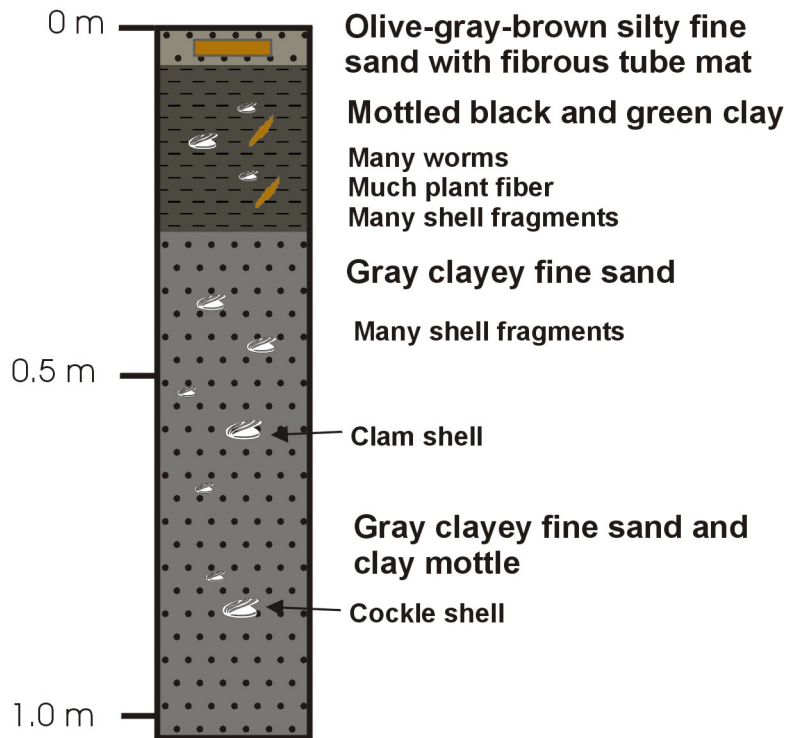 0 m
Olive-gray-brown silty fine
sand with fibrous tube mat
Mottled black and green clay
Many worms
Much plant fiber
Many shell fragments
Gray clayey fine sand
Many shell fragments
0.5 m
Clam shell
Gray clayey fine sand and
clay mottle
Cockle shell
1.0 m